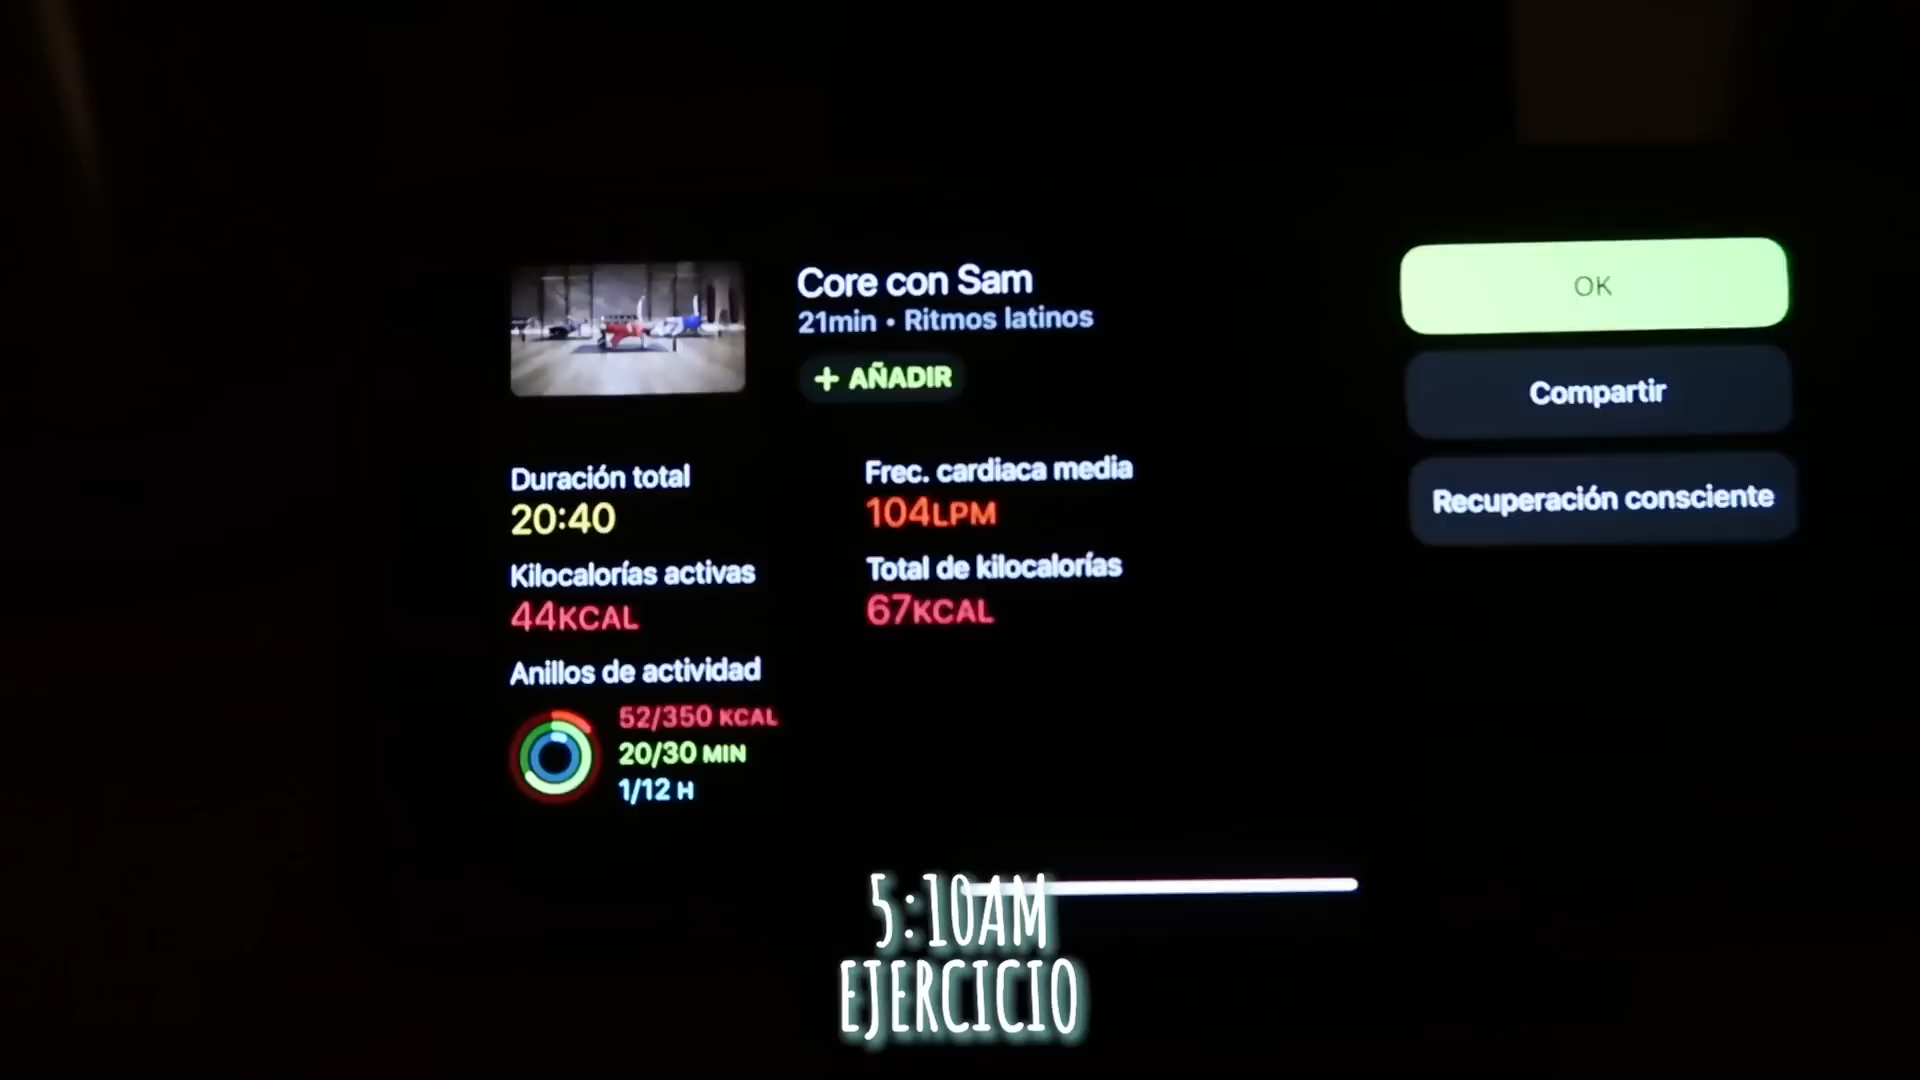 Core con Sam
21min • Ritmos latinos
+ AÑADIR
Duración total
20:40
Frec. cardiaca media
104LPM
Kilocalorías activas
44KCAL
Total de kilocalorías
67KCAL
Anillos de actividad
52/350 KCAL
20/30 MIN
1/12 H
OK
Compartir
Recuperación consciente
5:10AM
EJERCICIO